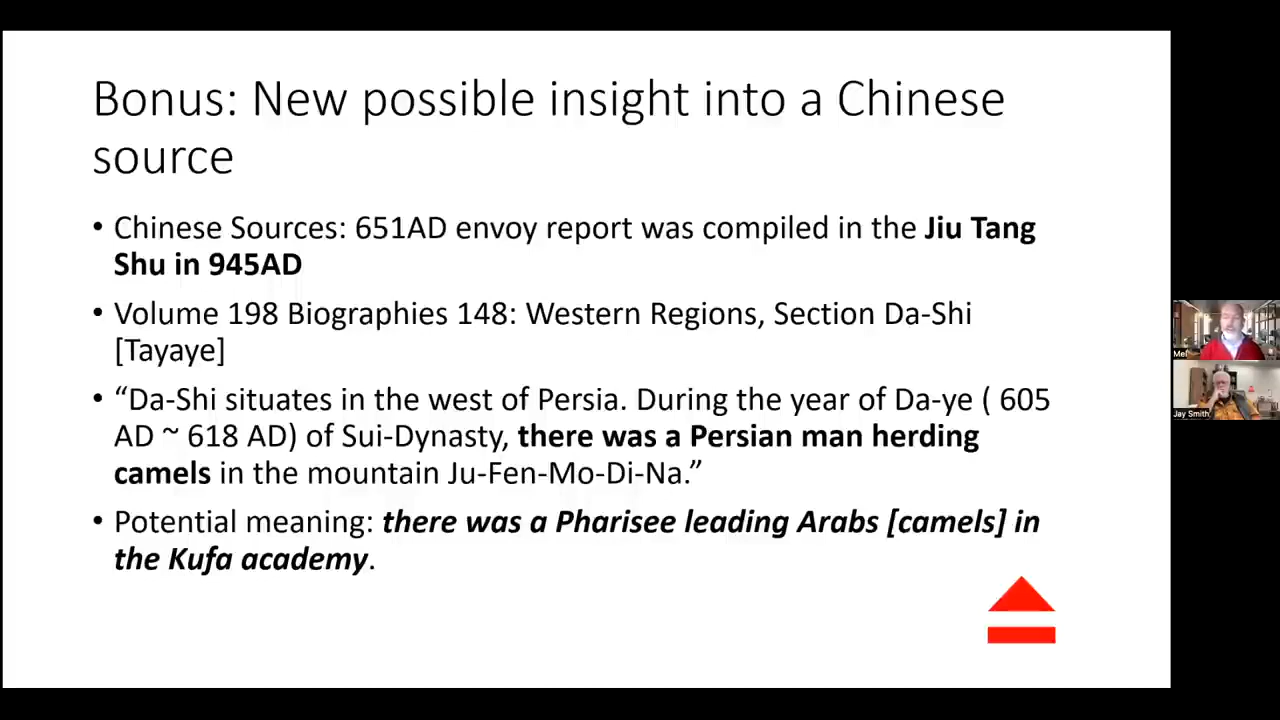 Bonus: New possible insight into a Chinese
source
• Chinese Sources: 651AD envoy report was compiled in the Jiu Tang
Shu in 945AD
• Volume 198 Biographies 148: Western Regions, Section Da-Shi
[Tayaye]
• “Da-Shi situates in the west of Persia. During the year of Da-ye ( 605
AD ~ 618 AD) of Sui-Dynasty, there was a Persian man herding
camels in the mountain Ju-Fen-Mo-Di-Na.”
• Potential meaning: there was a Pharisee leading Arabs [camels] in
the Kufa academy.
Mel
Jay Smith